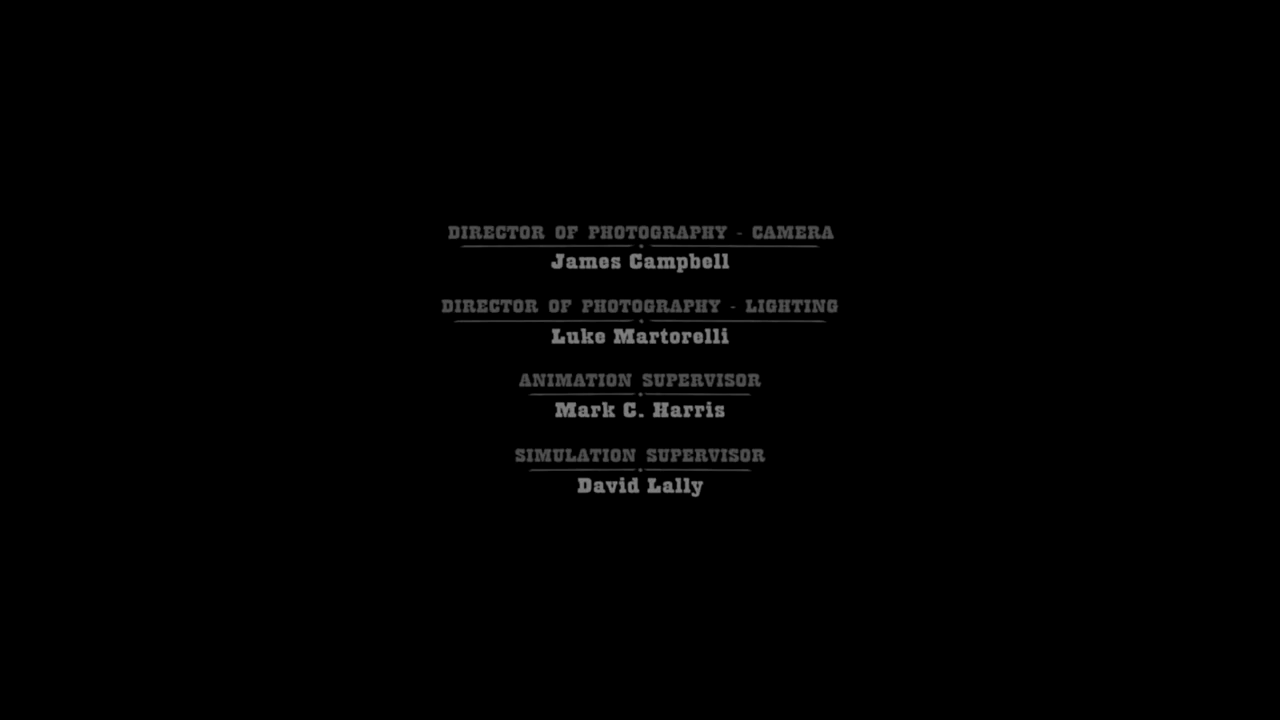 DIRECTOR OF PHOTOGRAPHY - CAMERA
James Campbell
DIRECTOR OF PHOTOGRAPHY - LIGHTING
Luke Martorelli
ANIMATION SUPERVISOR
Mark C. Harris
SIMULATION SUPERVISOR
David Lally